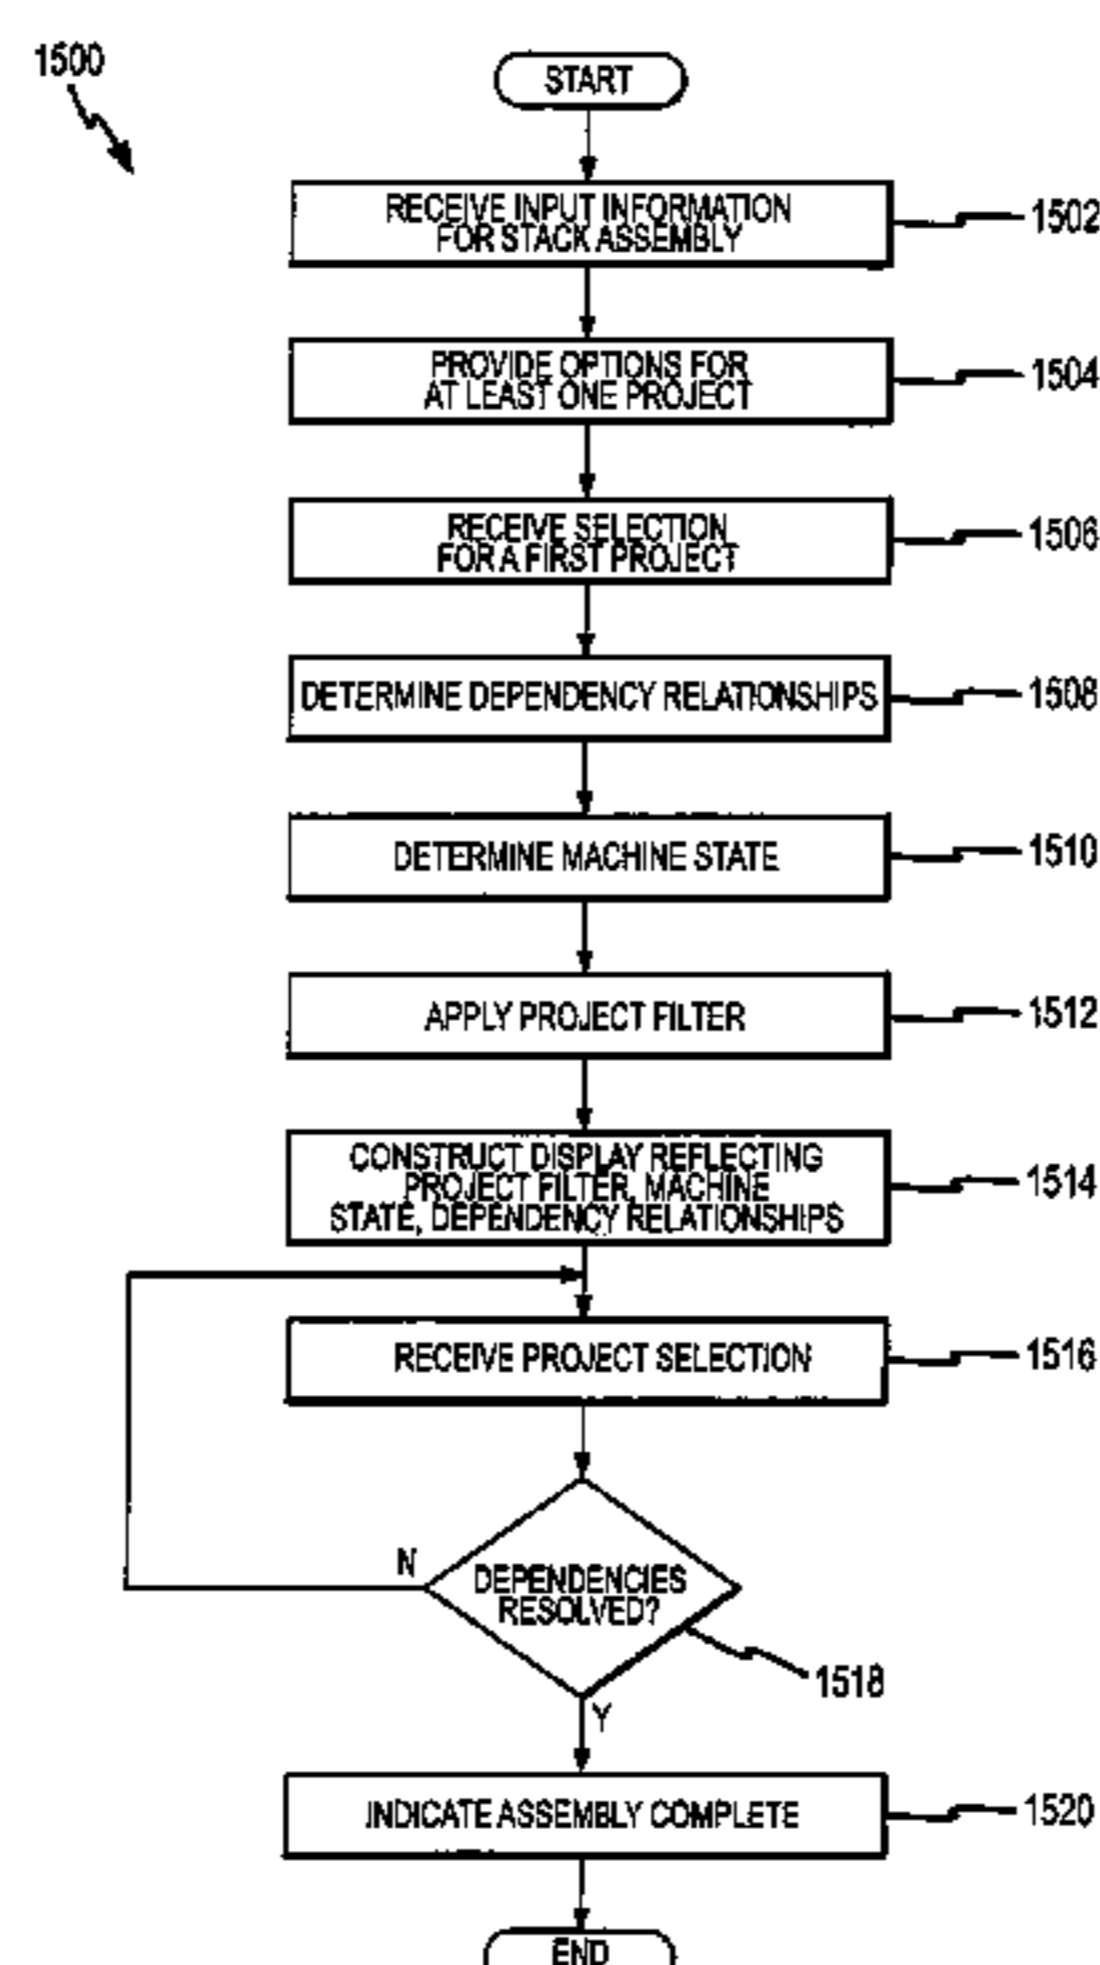 1500
START
RECEIVE INPUT INFORMATION
FOR STACK ASSEMBLY
1502
PROVIDE OPTIONS FOR
AT LEAST ONE PROJECT
1504
RECEIVE SELECTION
FOR A FIRST PROJECT
1506
DETERMINE DEPENDENCY RELATIONSHIPS
1508
DETERMINE MACHINE STATE
1510
APPLY PROJECT FILTER
1512
CONSTRUCT DISPLAY REFLECTING
PROJECT FILTER, MACHINE
STATE, DEPENDENCY RELATIONSHIPS
1514
RECEIVE PROJECT SELECTION
1516
N
DEPENDENCIES
RESOLVED?
1518
Y
INDICATE ASSEMBLY COMPLETE
1520
END